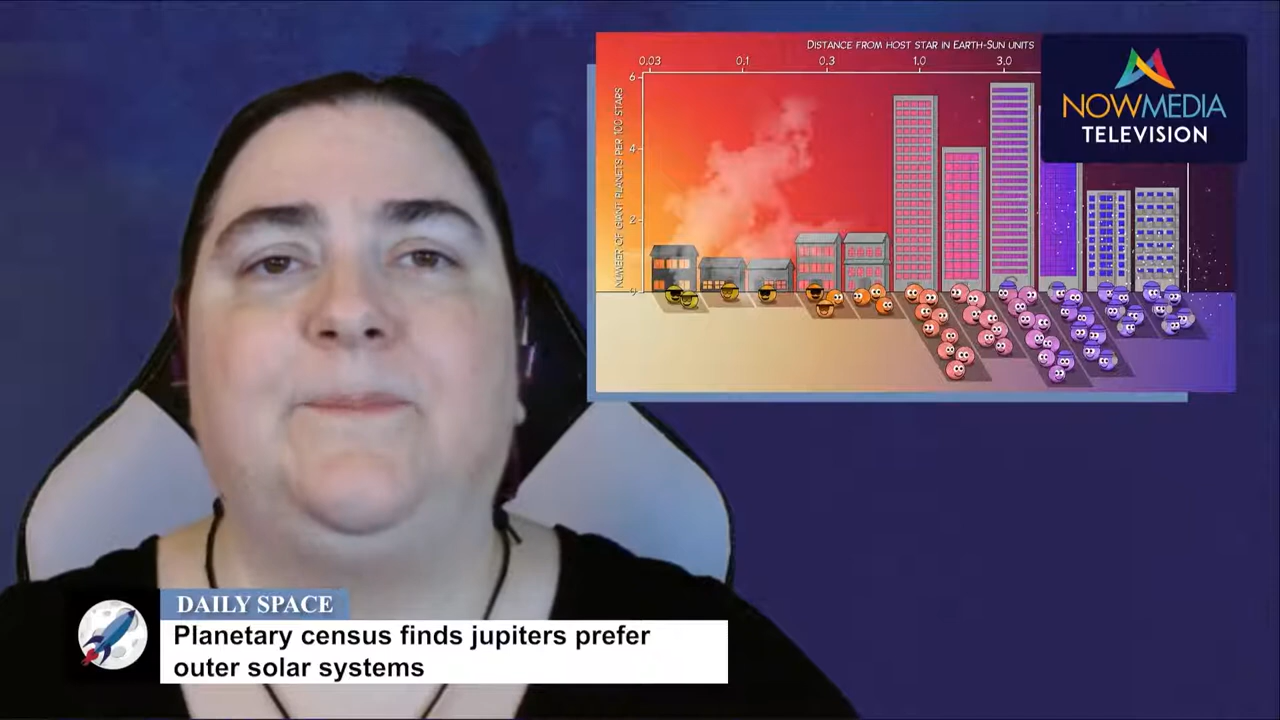 DISTANCE FROM HOST STAR IN EARTH-SUN UNITS
0.03 0.1 0.3 1.0 3.0
NUMBER OF GIANT PLANETS PER 100 STARS
6
4
2
0
NOWMEDIA
TELEVISION
DAILY SPACE
Planetary census finds jupiters prefer
outer solar systems